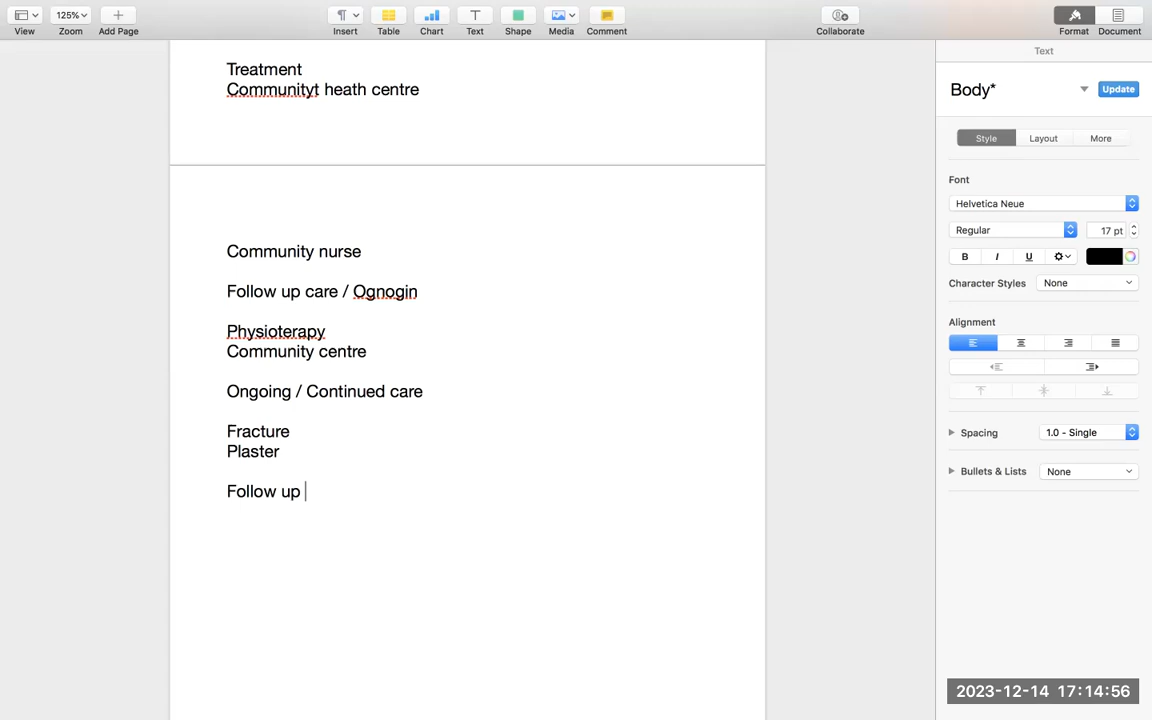 125%
View
Zoom
Add Page
Insert
Table
Chart
Text
Shape
Media
Comment
Collaborate
Format
Document
Treatment
Communityt heath centre
Community nurse
Follow up care / Ognogin
Physioterapy
Community centre
Ongoing / Continued care
Fracture
Plaster
Follow up
Text
Body*
Update
Style
Layout
More
Font
Helvetica Neue
Regular
17 pt
B I U
Character Styles
None
Alignment
Spacing
1.0 - Single
Bullets & Lists
None
2023-12-14 17:14:56